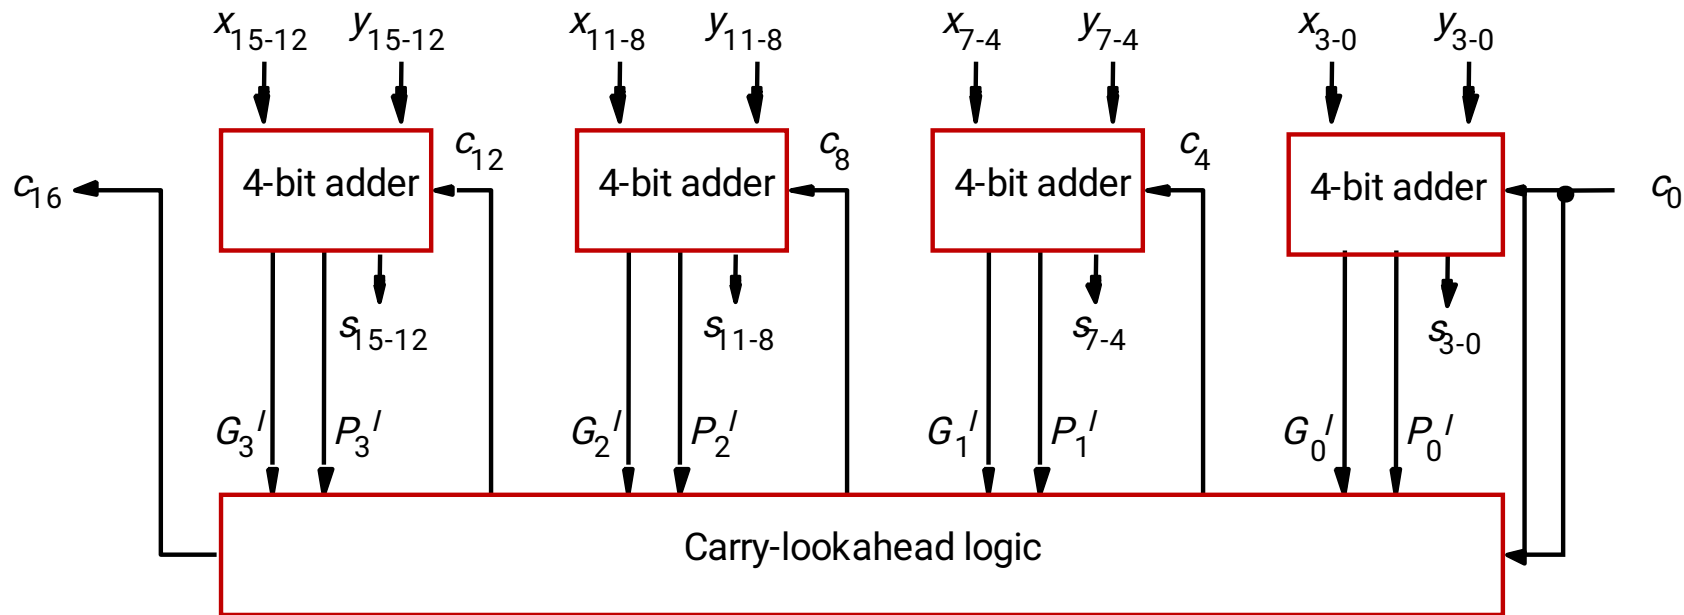 x15-12 y15-12 x11-8 y11-8 x7-4 y7-4 x3-0 y3-0
c12 c8 c4
c16 4-bit adder 4-bit adder 4-bit adder 4-bit adder c0
s15-12 s11-8 s7-4 s3-0
G3I P3I G2I P2I G1I P1I G0I P0I
Carry-lookahead logic